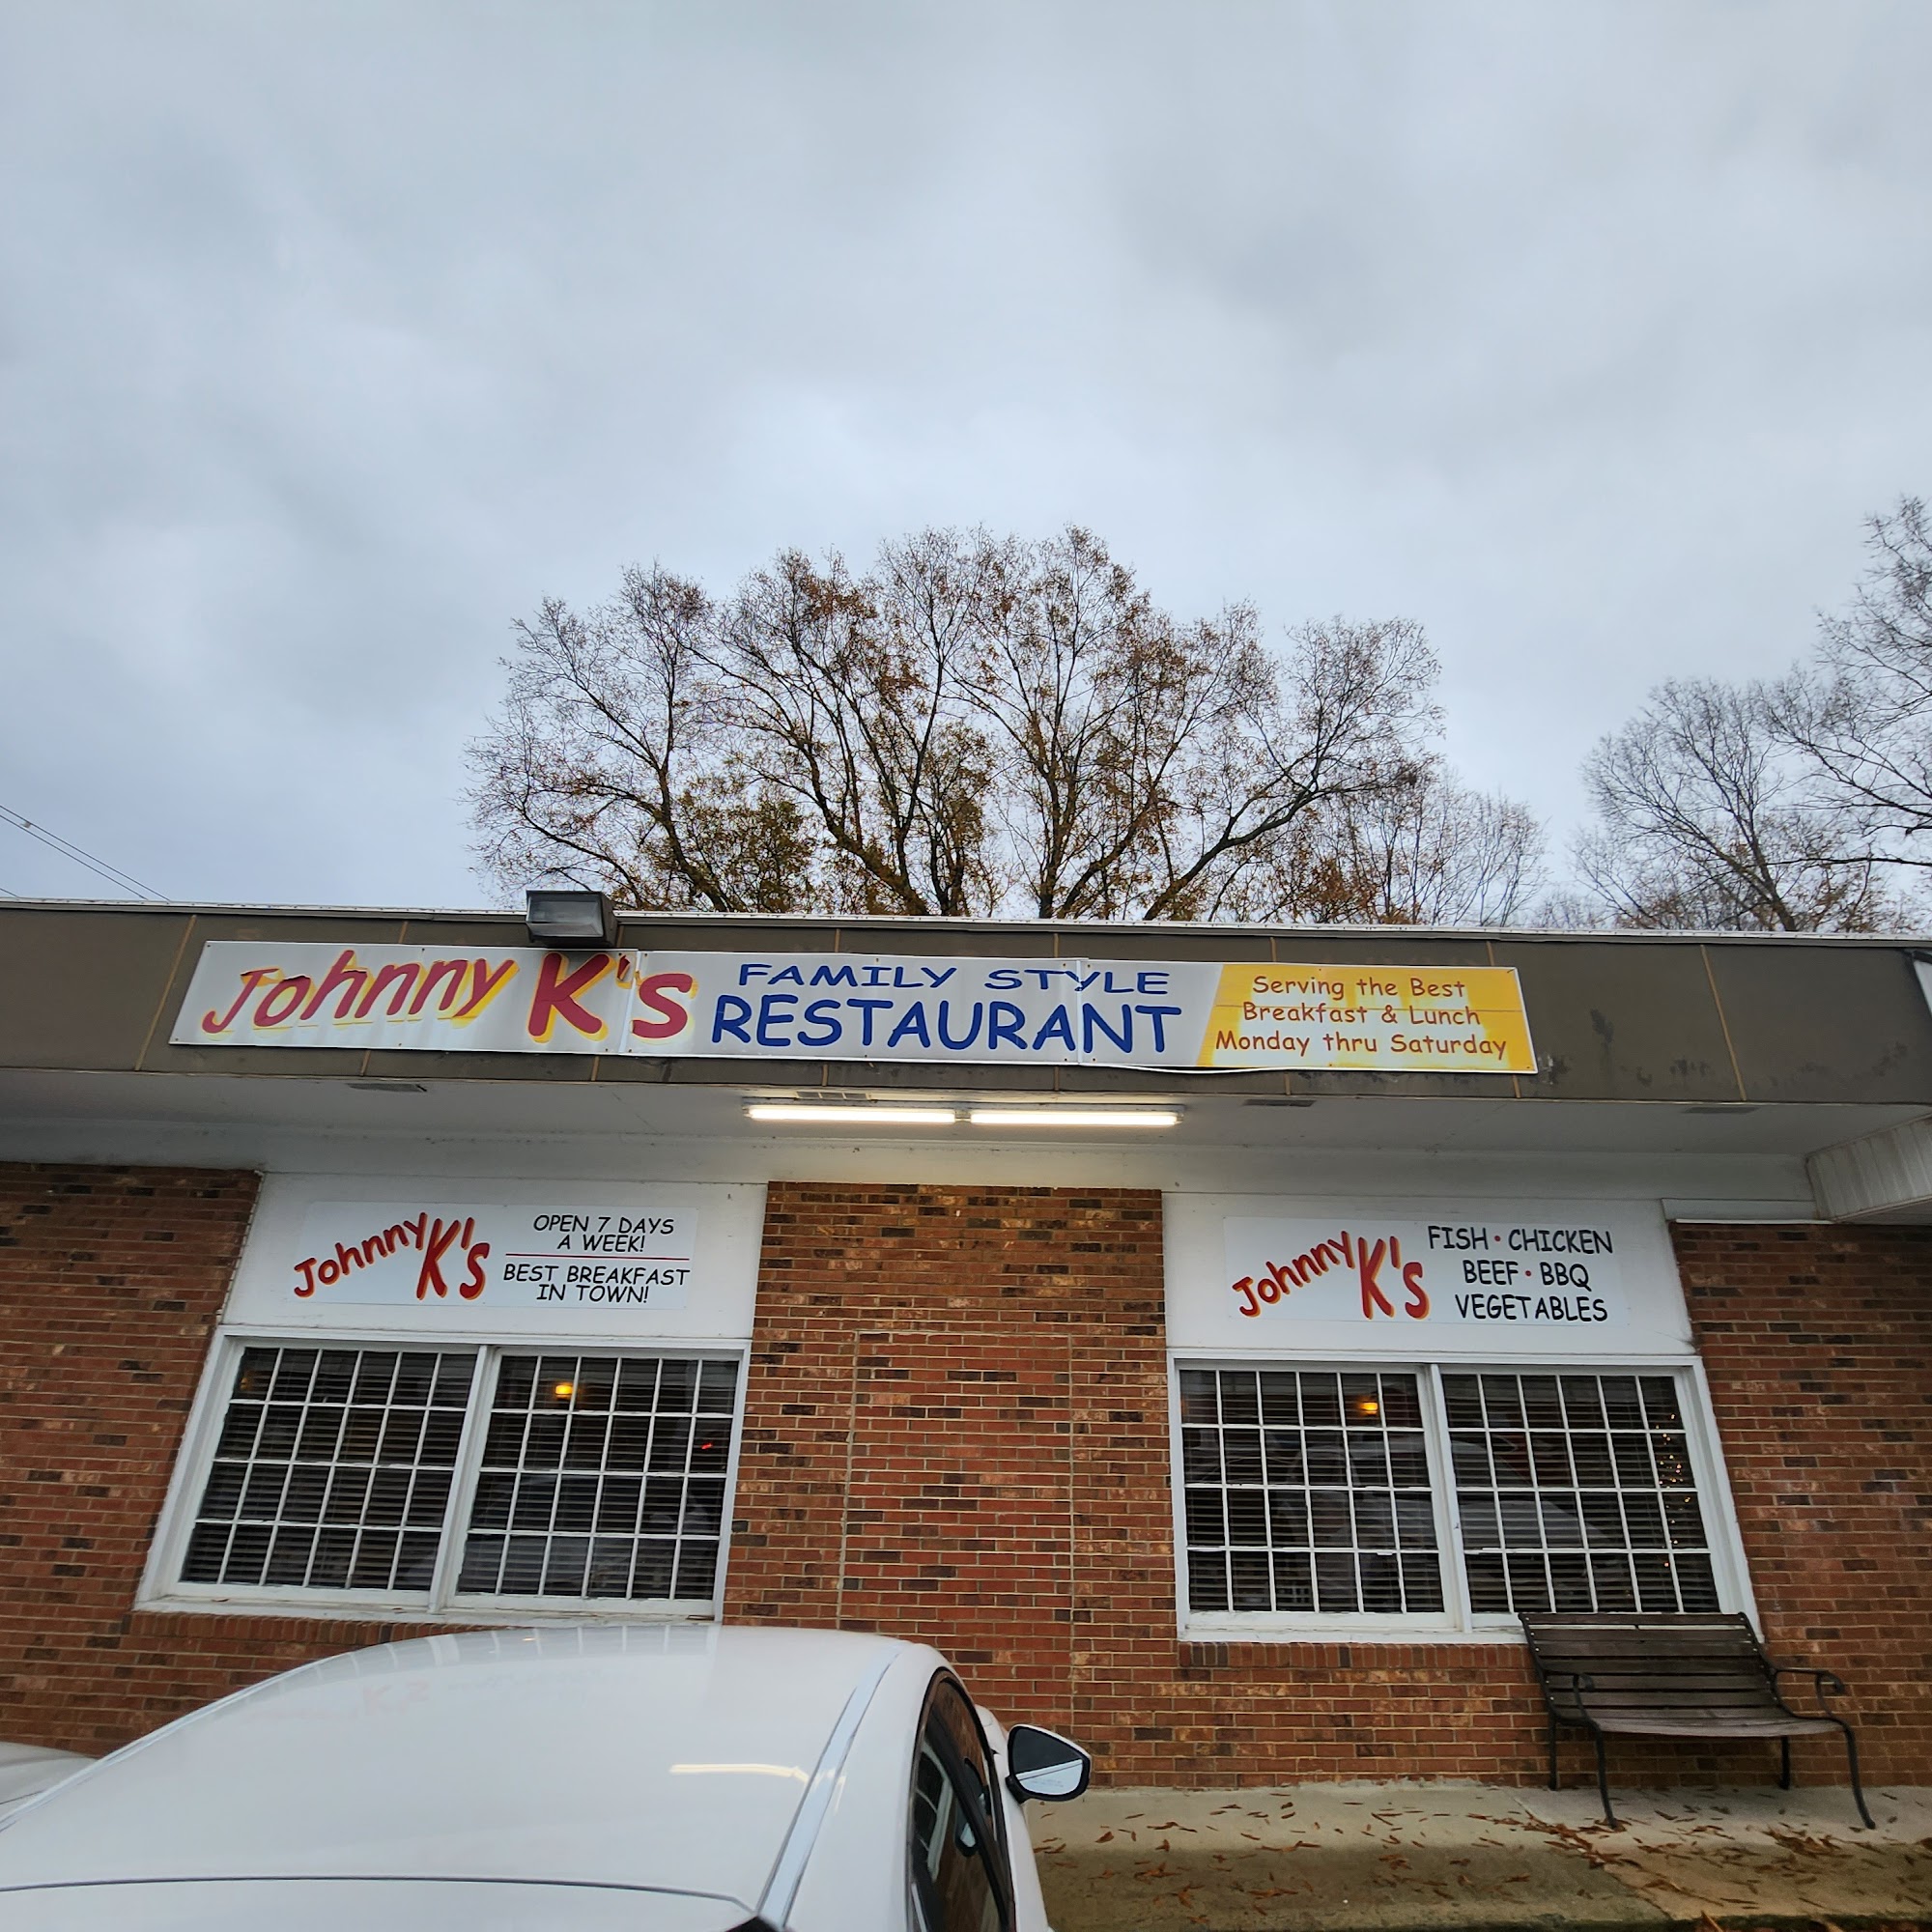 Johnny K's
FAMILY STYLE
RESTAURANT
Serving the Best
Breakfast & Lunch
Monday thru Saturday
Johnny K's
OPEN 7 DAYS
A WEEK!
BEST BREAKFAST
IN TOWN!
Johnny K's
FISH • CHICKEN
BEEF • BBQ
VEGETABLES